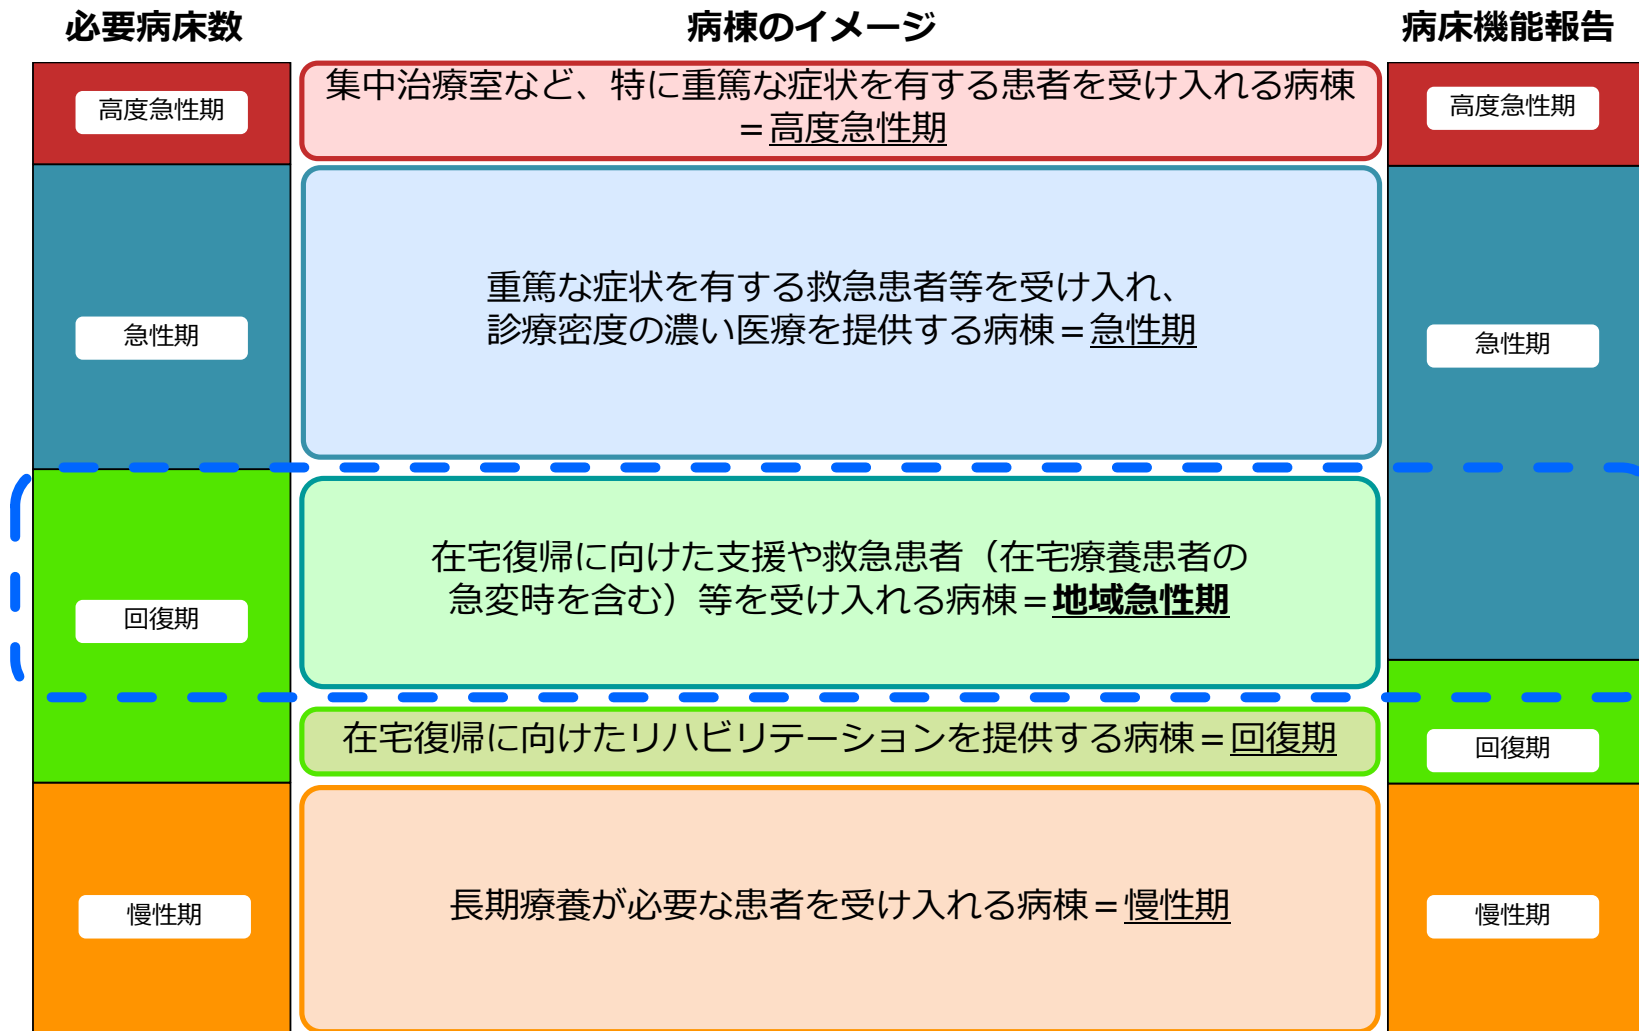 必要病床数
病棟のイメージ
病床機能報告
高度急性期
集中治療室など、特に重篤な症状を有する患者を受け入れる病棟
＝高度急性期
高度急性期
急性期
重篤な症状を有する救急患者等を受け入れ、
診療密度の濃い医療を提供する病棟＝急性期
急性期
回復期
在宅復帰に向けた支援や救急患者（在宅療養患者の
急変時を含む）等を受け入れる病棟＝地域急性期
在宅復帰に向けたリハビリテーションを提供する病棟＝回復期
回復期
慢性期
長期療養が必要な患者を受け入れる病棟＝慢性期
慢性期